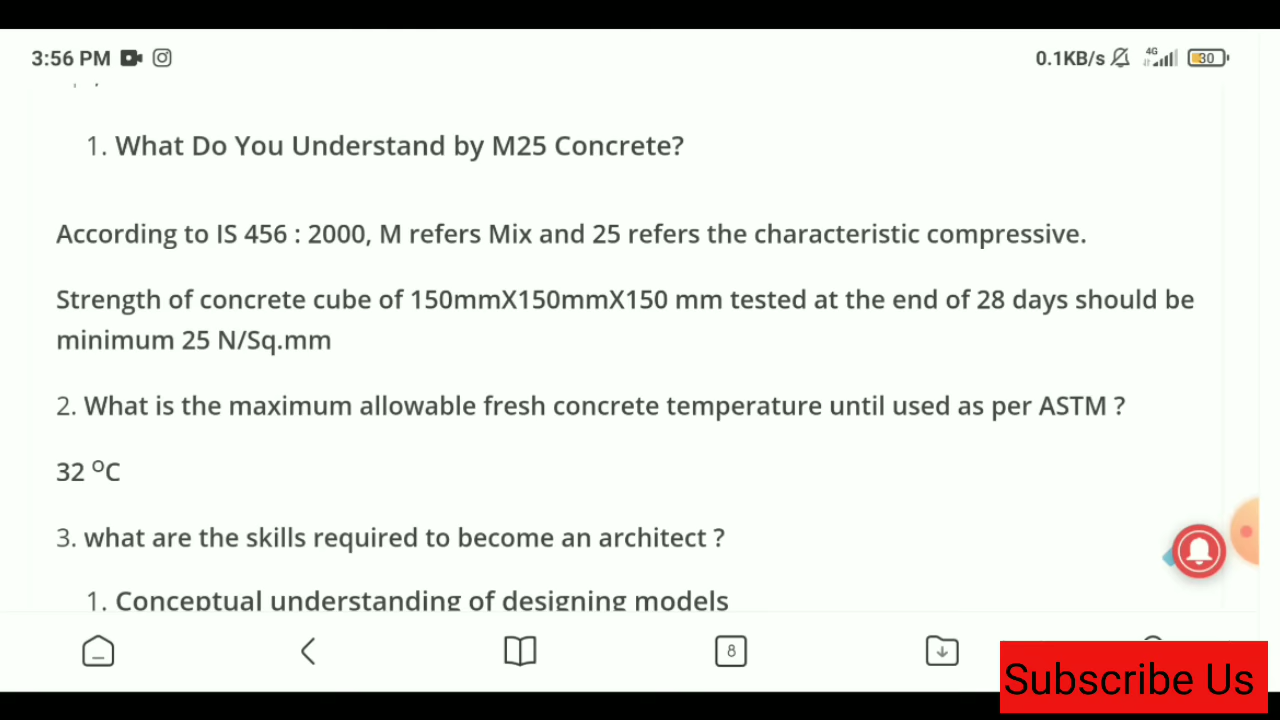 3:56 PM
0.1KB/s 4G 30
1. What Do You Understand by M25 Concrete?
According to IS 456 : 2000, M refers Mix and 25 refers the characteristic compressive.
Strength of concrete cube of 150mmX150mmX150 mm tested at the end of 28 days should be
minimum 25 N/Sq.mm
2. What is the maximum allowable fresh concrete temperature until used as per ASTM ?
32 ᴼC
3. what are the skills required to become an architect ?
1. Conceptual understanding of designing models
8
Subscribe Us